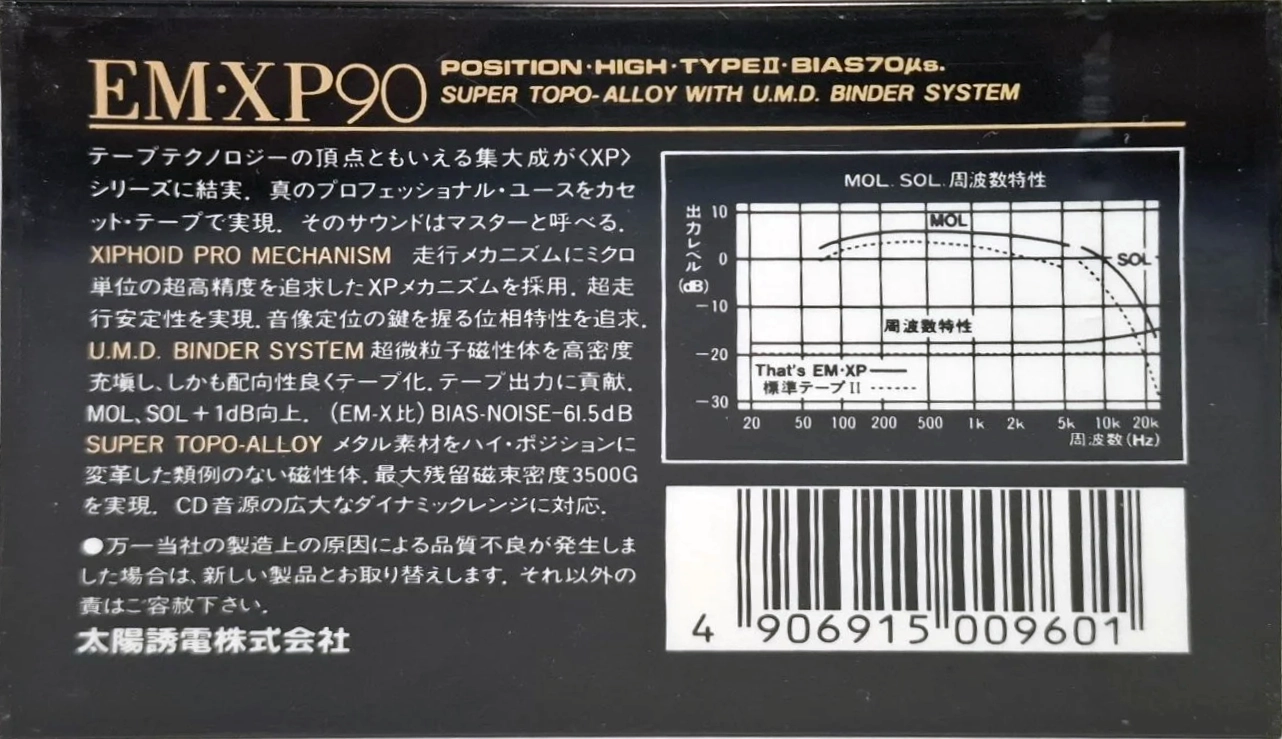 EM·XP90
POSITION·HIGH·TYPEⅡ·BIAS70μs.
SUPER TOPO-ALLOY WITH U.M.D. BINDER SYSTEM
テープテクノロジーの頂点ともいえる集大成が〈XP〉
シリーズに結実．真のプロフェッショナル・ユースをカセ
ット・テープで実現．そのサウンドはマスターと呼べる．
XIPHOID PRO MECHANISM 走行メカニズムにミクロ
単位の超高精度を追求したXPメカニズムを採用．超走
行安定性を実現．音像定位の鍵を握る位相特性を追求．
U.M.D. BINDER SYSTEM 超微粒子磁性体を高密度
充塡し、しかも配向性良くテープ化．テープ出力に貢献．
MOL、SOL＋1dB向上．（EM-X比）BIAS-NOISE-61.5dB
SUPER TOPO-ALLOY メタル素材をハイ・ポジションに
変革した類例のない磁性体．最大残留磁束密度3500G
を実現．CD音源の広大なダイナミックレンジに対応．
●万一当社の製造上の原因による品質不良が発生しま
した場合は、新しい製品とお取り替えします．それ以外の
責はご容赦下さい．
太陽誘電株式会社
MOL. SOL. 周波数特性
出力レベル(dB)
10
0
-10
-20
-30
MOL
SOL
周波数特性
That's EM·XP
標準テープⅡ
20 50 100 200 500 1k 2k 5k 10k 20k
周波数(Hz)
4 906915 009601